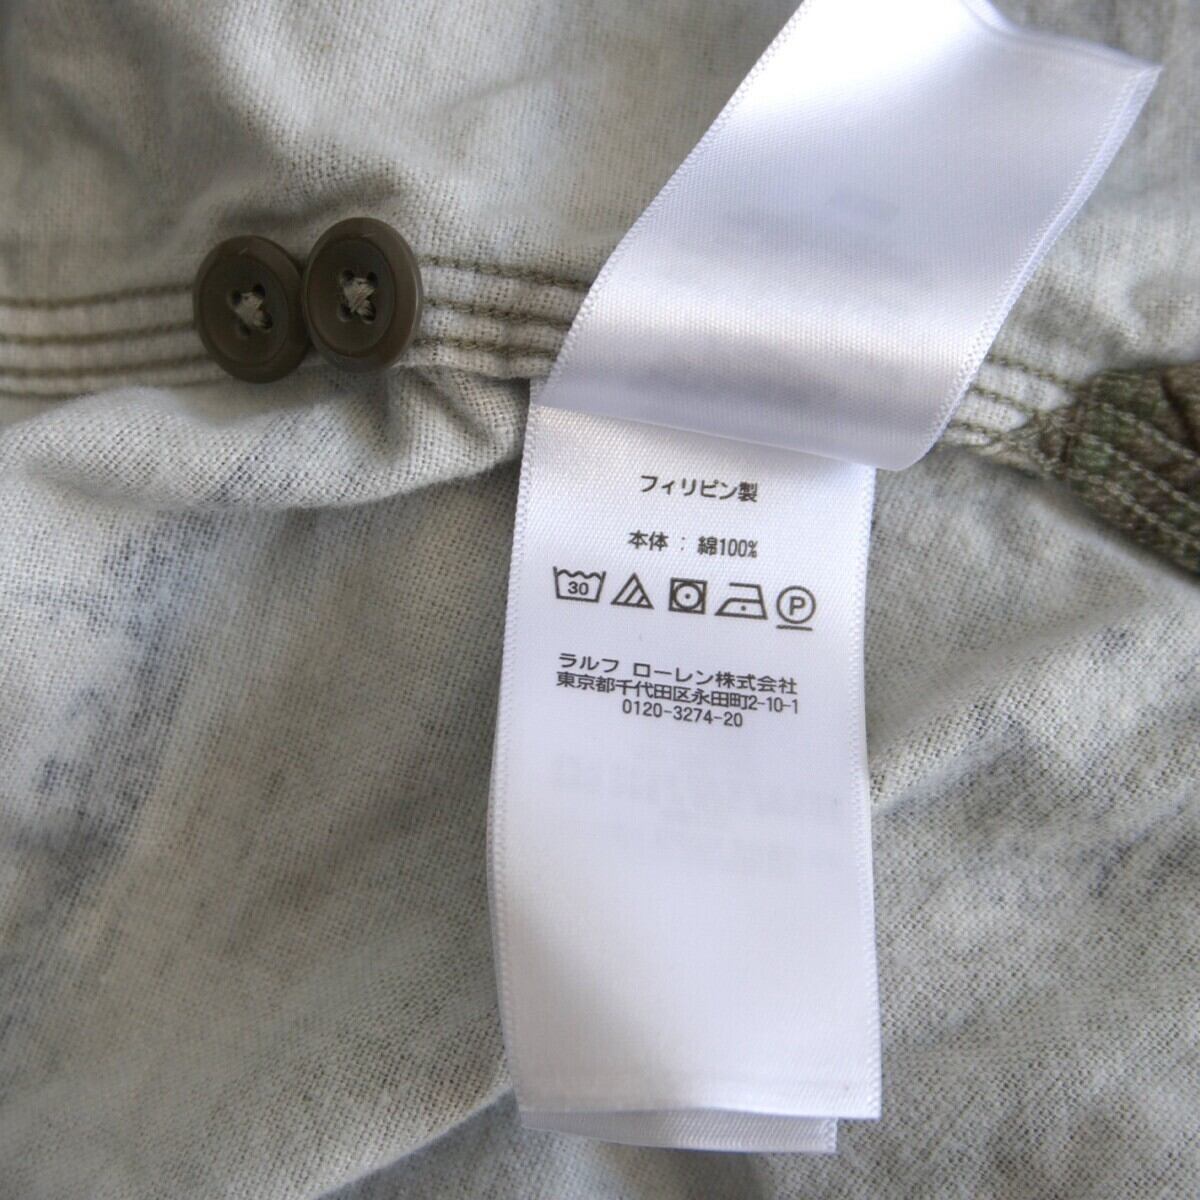 フィリピン製
本体 : 綿100%
30 P
ラルフ ローレン株式会社
東京都千代田区永田町2-10-1
0120-3274-20